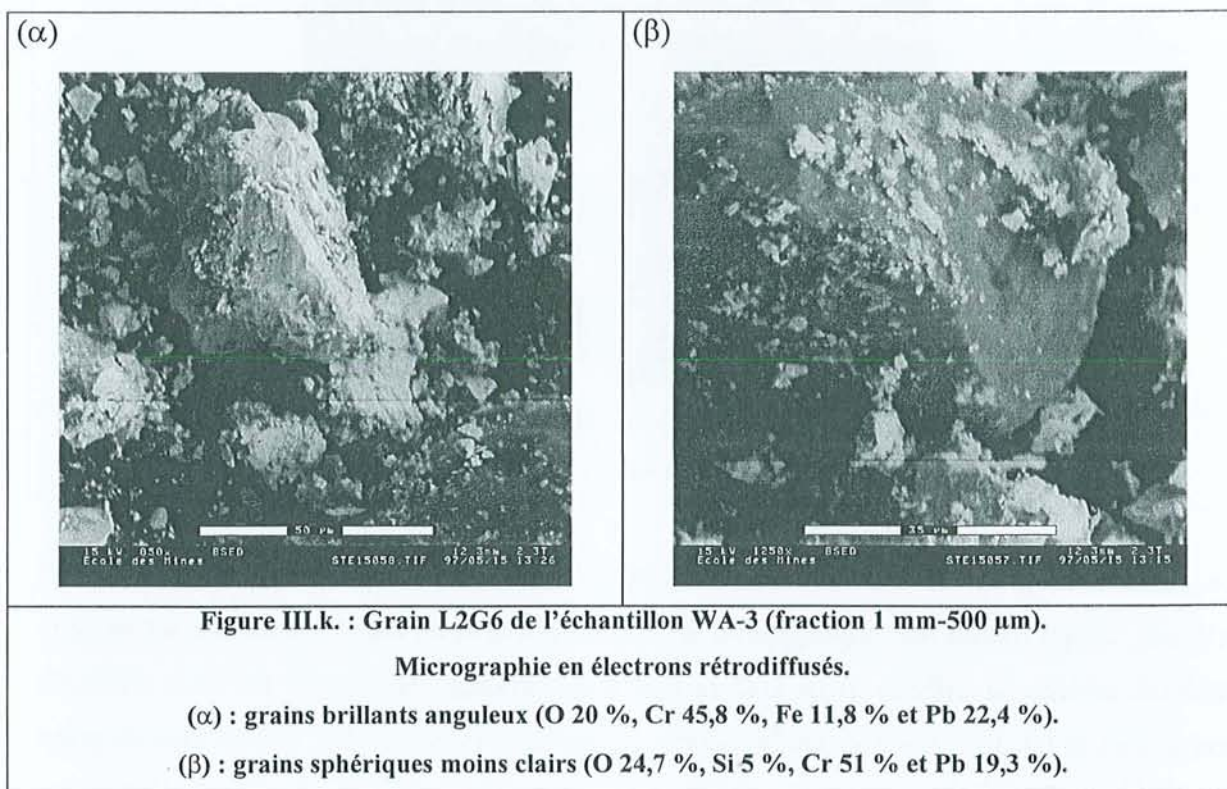 (α)
(β)
50 µm
15 kV 850x BSED 12.3mm 2.3T
Ecole des Mines STE15058.TIF 97/05/15 13:26
35 µm
15 kV 1250x BSED 12.3mm 2.3T
Ecole des Mines STE15057.TIF 97/05/15 13:15
Figure III.k. : Grain L2G6 de l'échantillon WA-3 (fraction 1 mm-500 µm).
Micrographie en électrons rétrodiffusés.
(α) : grains brillants anguleux (O 20 %, Cr 45,8 %, Fe 11,8 % et Pb 22,4 %).
(β) : grains sphériques moins clairs (O 24,7 %, Si 5 %, Cr 51 % et Pb 19,3 %).